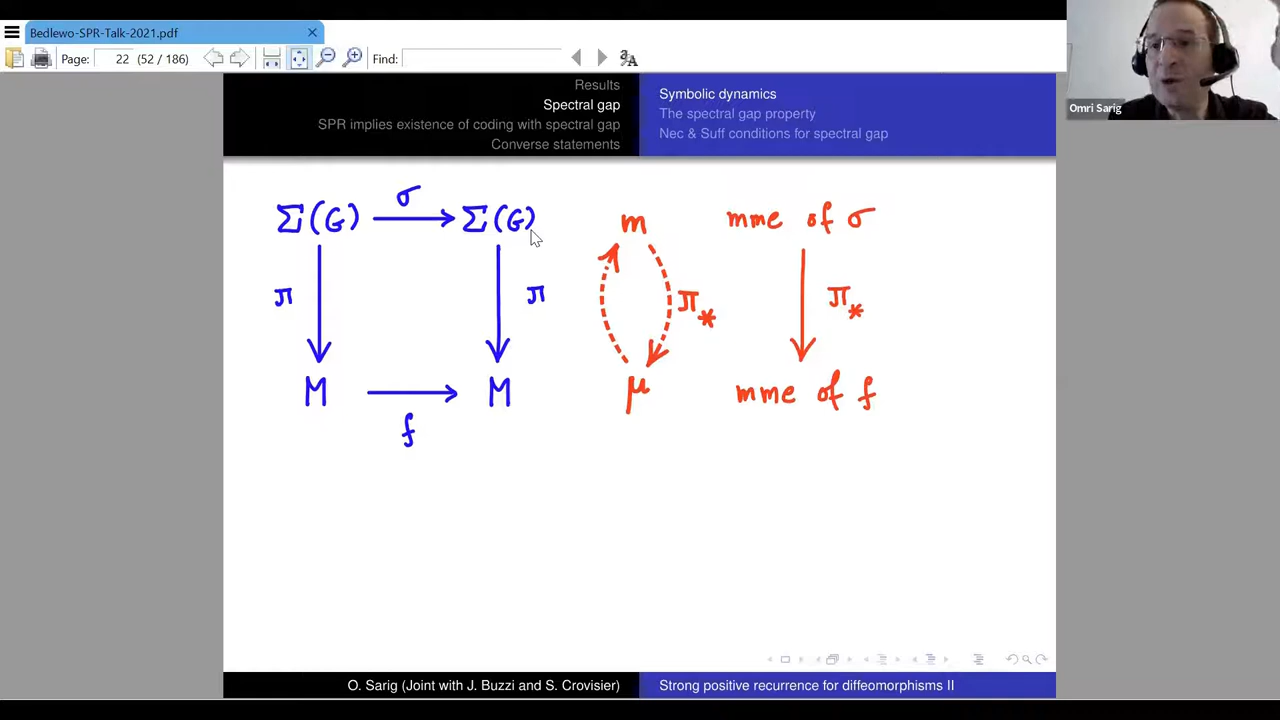 Bedlewo-SPR-Talk-2021.pdf
Page: 22 (52 / 186) Find:
Omri Sarig
Results
Spectral gap
SPR implies existence of coding with spectral gap
Converse statements
Symbolic dynamics
The spectral gap property
Nec & Suff conditions for spectral gap
Σ(G) σ Σ(G) m mme of σ
π π π* π*
M f M μ mme of f
O. Sarig (Joint with J. Buzzi and S. Crovisier) Strong positive recurrence for diffeomorphisms II